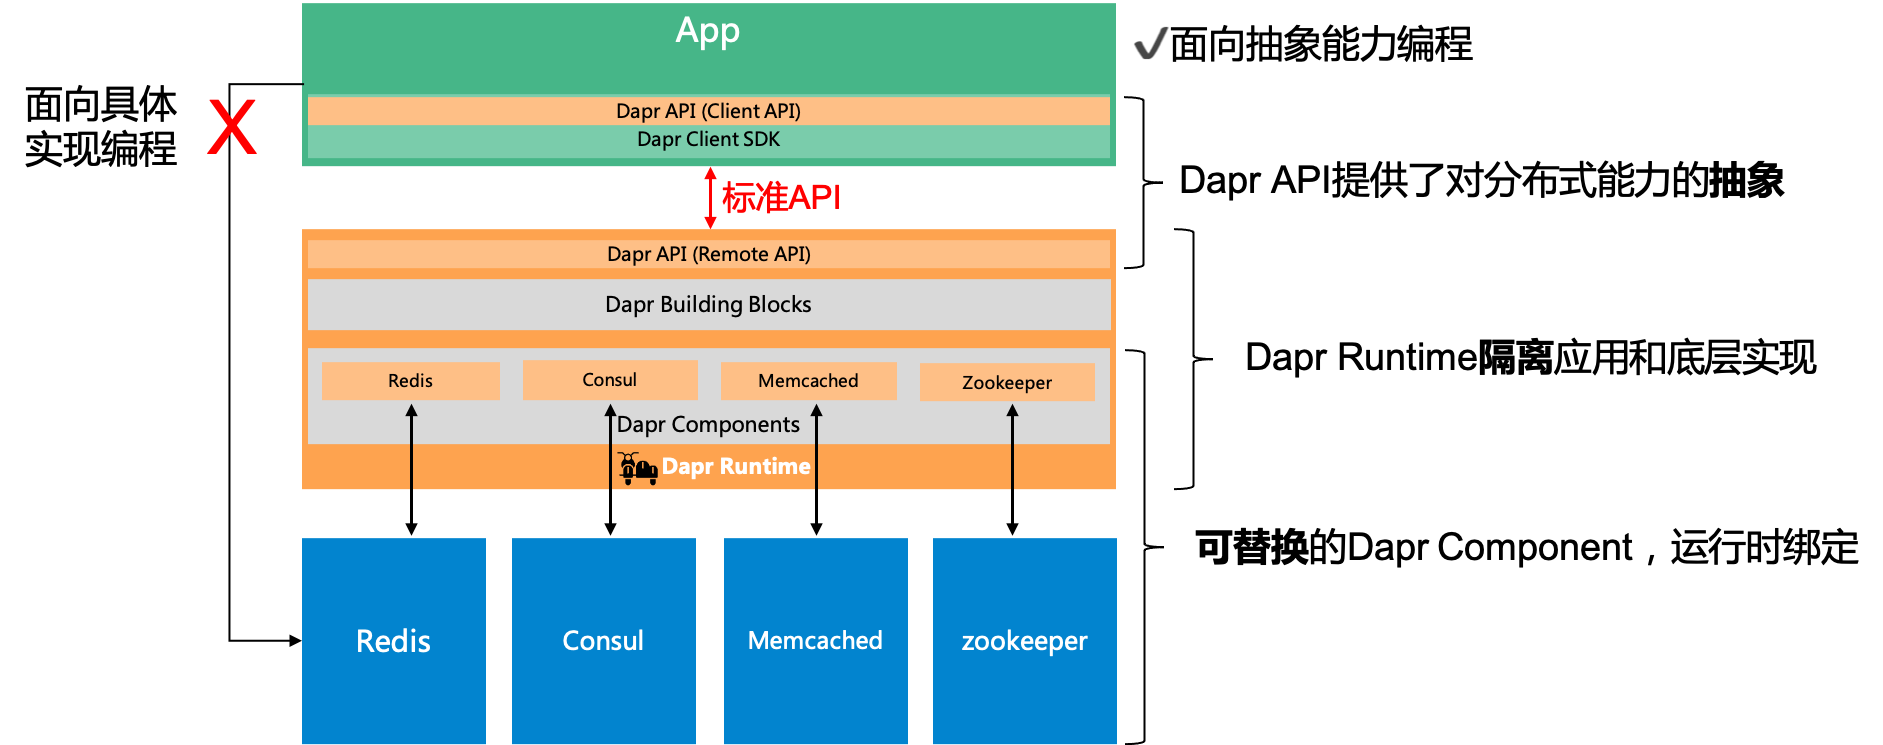 App
✓面向抽象能力编程
面向具体
实现编程
X
Dapr API (Client API)
Dapr Client SDK
Dapr API提供了对分布式能力的抽象
标准API
Dapr API (Remote API)
Dapr Building Blocks
Dapr Runtime隔离应用和底层实现
Redis
Consul
Memcached
Zookeeper
Dapr Components
Dapr Runtime
可替换的Dapr Component，运行时绑定
Redis
Consul
Memcached
zookeeper